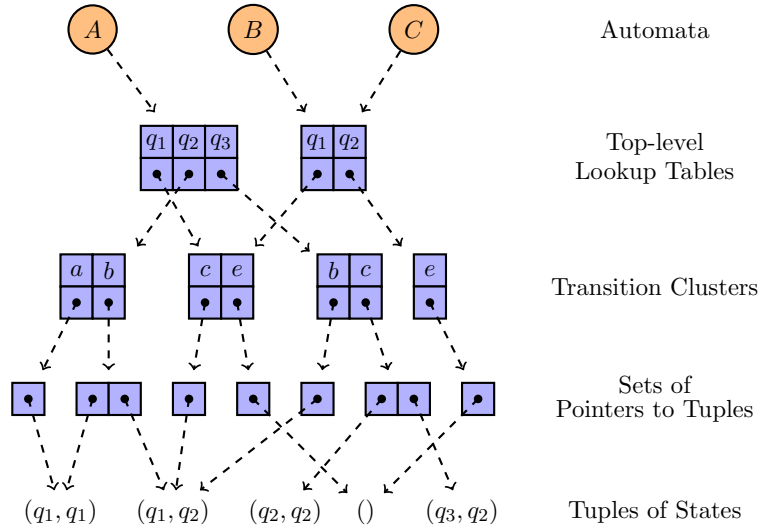 A B C Automata
q₁ q₂ q₃ q₁ q₂ Top-level
Lookup Tables
a b c e b c e Transition Clusters
Sets of
Pointers to Tuples
(q₁, q₁) (q₁, q₂) (q₂, q₂) () (q₃, q₂) Tuples of States